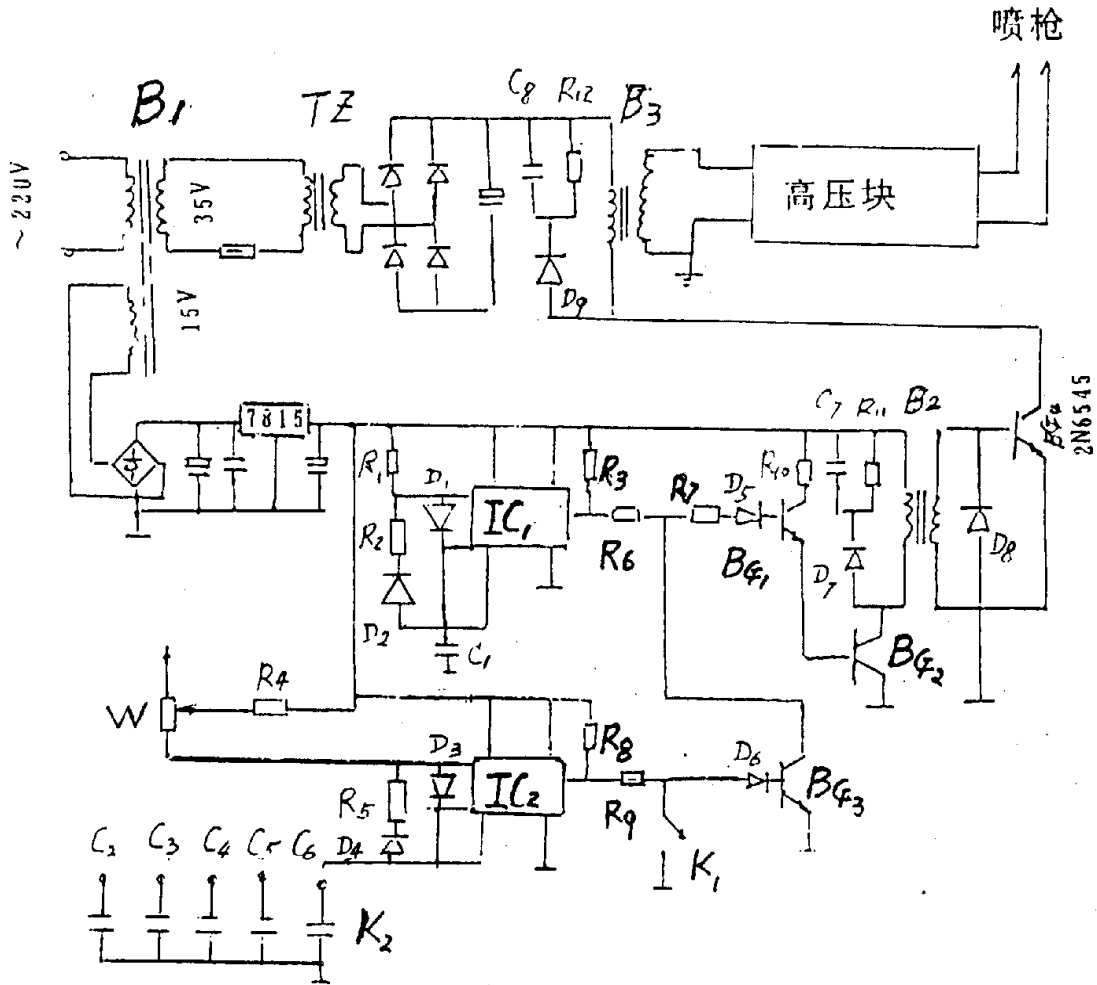 喷枪
B1
TZ
C8
R12
B3
~220V
35V
高压块
15V
D9
7815
C7
R11
B2
2N6545
R1
D1
IC1
R3
R7
D5
R10
R2
R6
BG1
D7
D8
D2
C1
BG2
R4
W
D3
R8
D6
IC2
R5
R9
BG3
D4
K1
C2
C3
C4
C5
C6
K2